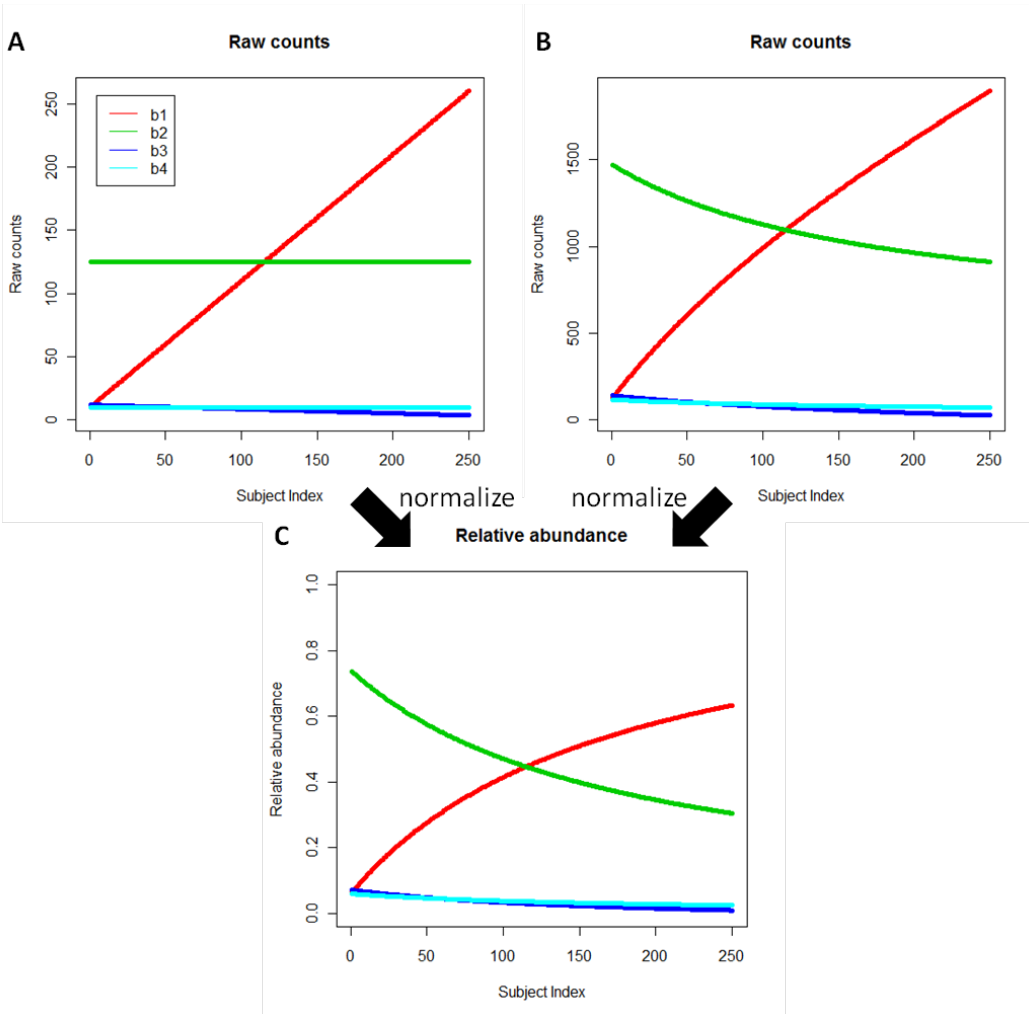 A
Raw counts
Raw counts
250
200
150
100
50
0
b1
b2
b3
b4
0 50 100 150 200 250
Subject Index
B
Raw counts
Raw counts
1500
1000
500
0
0 50 100 150 200 250
Subject Index
normalize
normalize
C
Relative abundance
Relative abundance
1.0
0.8
0.6
0.4
0.2
0.0
0 50 100 150 200 250
Subject Index